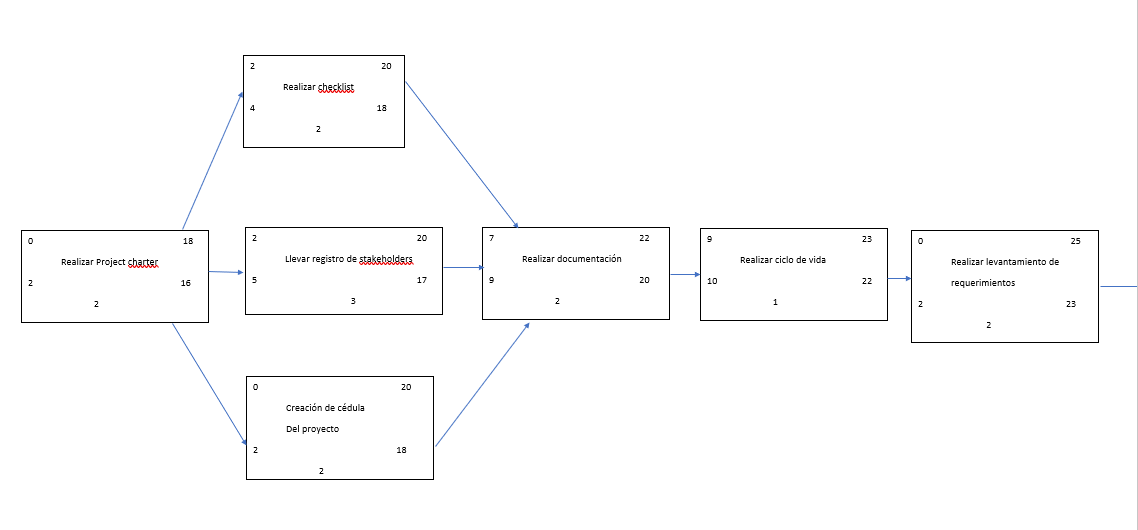 2 20
Realizar checklist
4 18
2
0 18
Realizar Project charter
2 16
2
2 20
Llevar registro de stakeholders
5 17
3
7 22
Realizar documentación
9 20
2
9 23
Realizar ciclo de vida
10 22
1
0 25
Realizar levantamiento de
requerimientos
2 23
2
0 20
Creación de cédula
Del proyecto
2 18
2